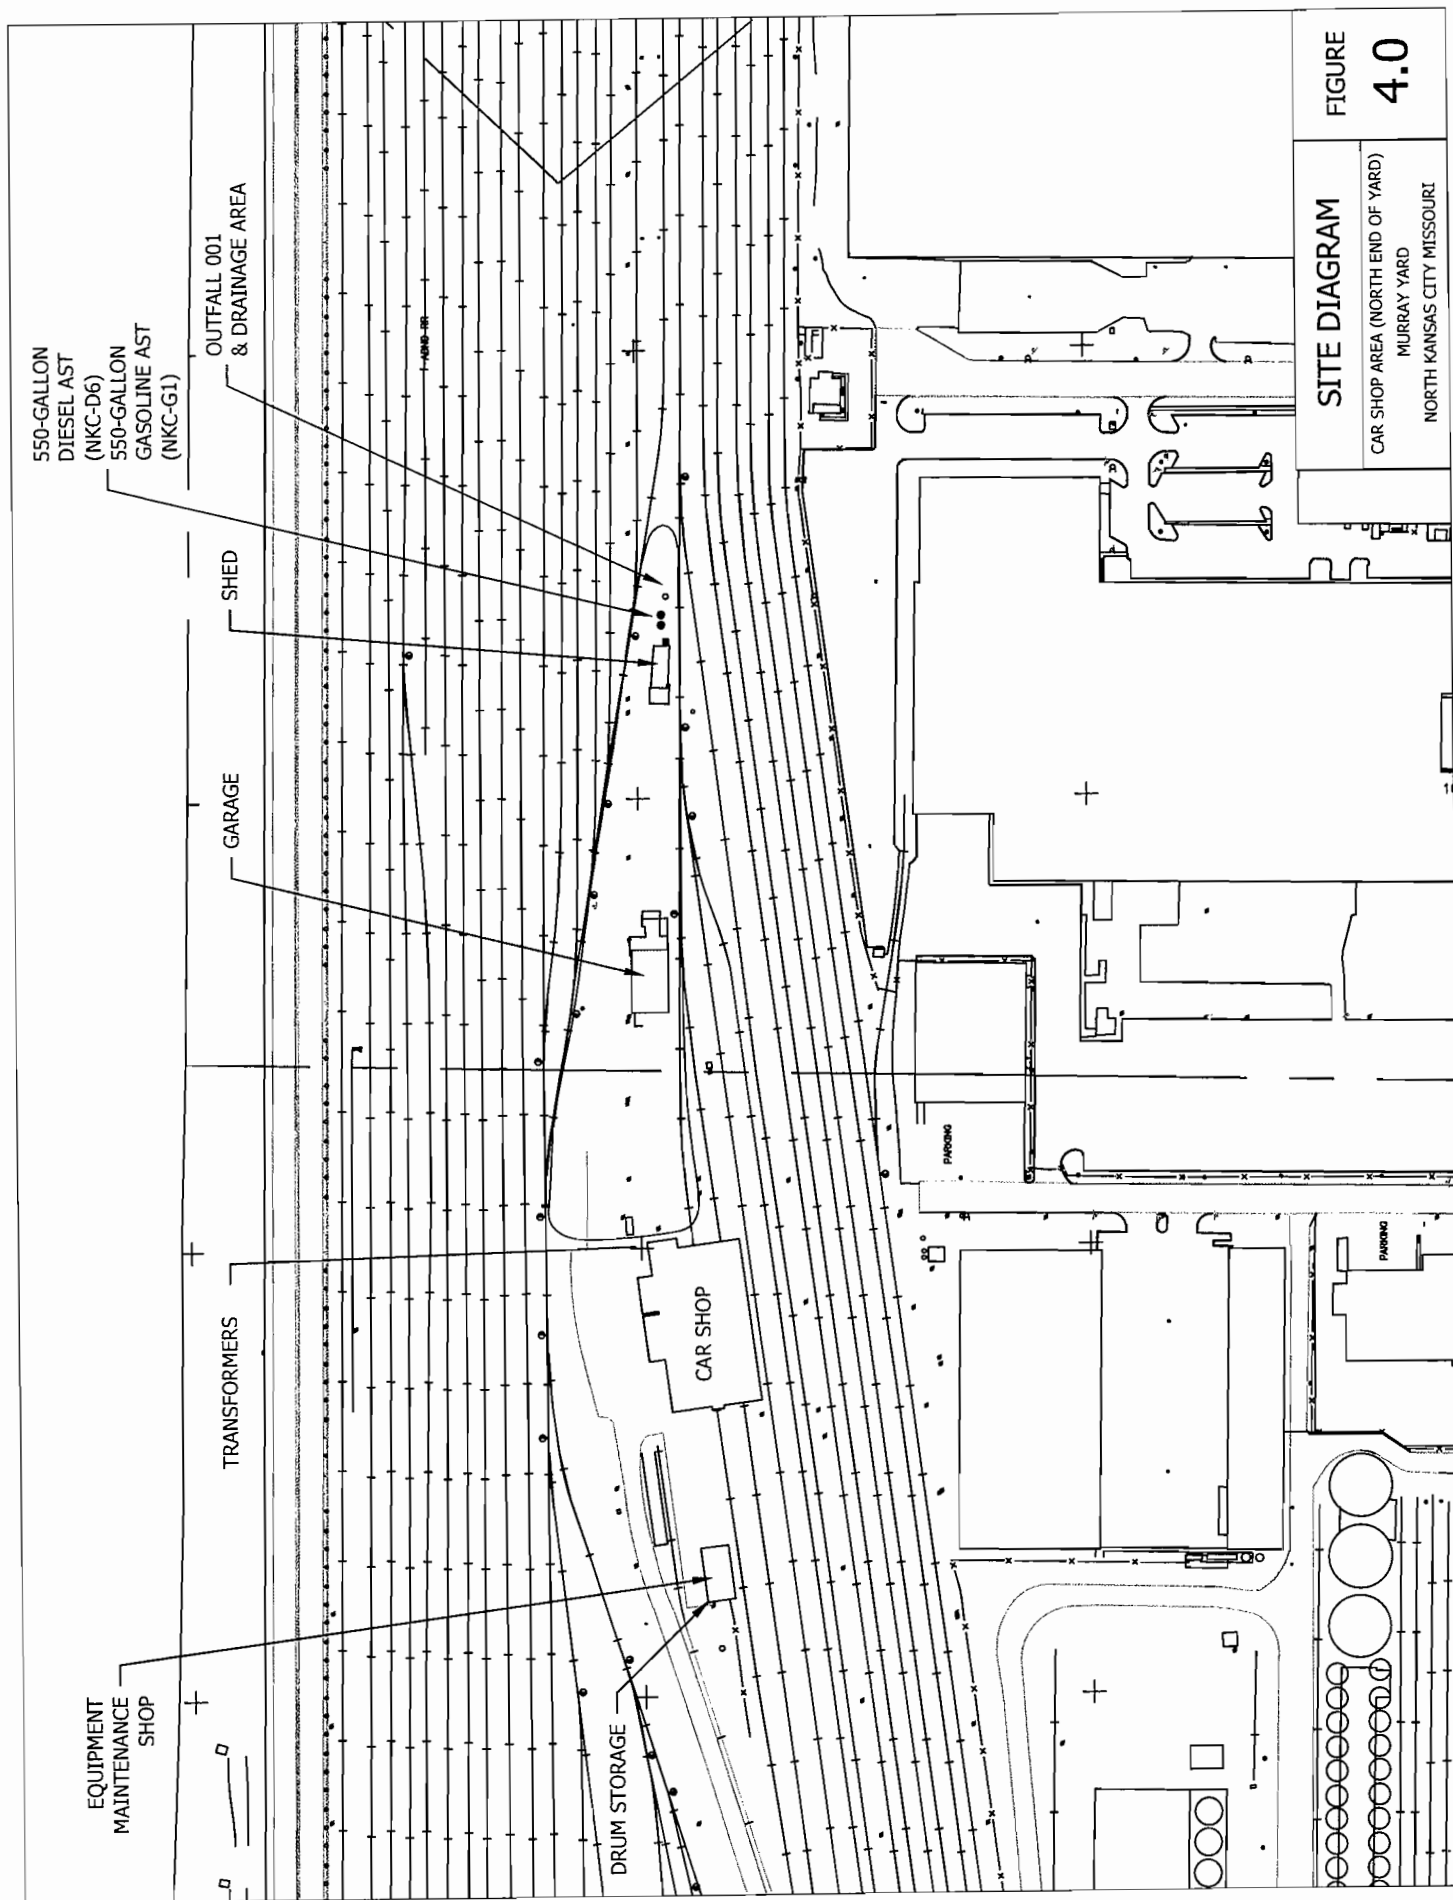 EQUIPMENT
MAINTENANCE
SHOP
TRANSFORMERS
GARAGE
SHED
550-GALLON
DIESEL AST
(NKC-D6)
550-GALLON
GASOLINE AST
(NKC-G1)
OUTFALL 001
& DRAINAGE AREA
DRUM STORAGE
CAR SHOP
PARKING
PARKING
SITE DIAGRAM
CAR SHOP AREA (NORTH END OF YARD)
MURRAY YARD
NORTH KANSAS CITY MISSOURI
FIGURE
4.0